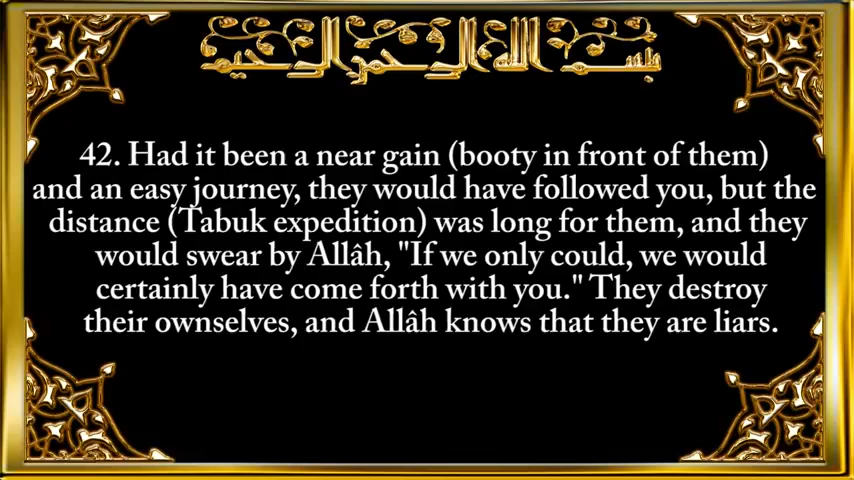 بسم الله الرحمن الرحيم
42. Had it been a near gain (booty in front of them)
and an easy journey, they would have followed you, but the
distance (Tabuk expedition) was long for them, and they
would swear by Allâh, "If we only could, we would
certainly have come forth with you." They destroy
their ownselves, and Allâh knows that they are liars.